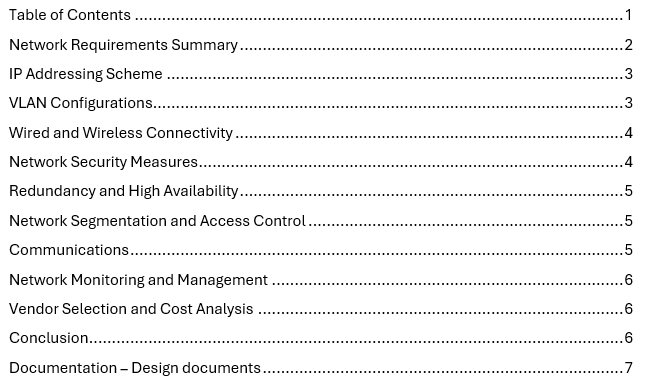 Table of Contents ........................................................................................................................1
Network Requirements Summary..............................................................................................2
IP Addressing Scheme ................................................................................................................3
VLAN Configurations...................................................................................................................3
Wired and Wireless Connectivity................................................................................................4
Network Security Measures........................................................................................................4
Redundancy and High Availability..............................................................................................5
Network Segmentation and Access Control..............................................................................5
Communications.........................................................................................................................5
Network Monitoring and Management .......................................................................................6
Vendor Selection and Cost Analysis ..........................................................................................6
Conclusion...................................................................................................................................6
Documentation – Design documents.........................................................................................7